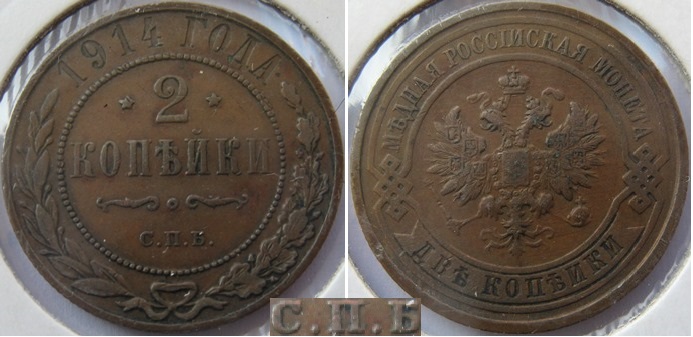 1914 ГОДА
2
КОПѢЙКИ
С.П.Б.
МѢДНАЯ РОССІЙСКАЯ МОНЕТА
ДВѢ КОПѢЙКИ
С.П.Б